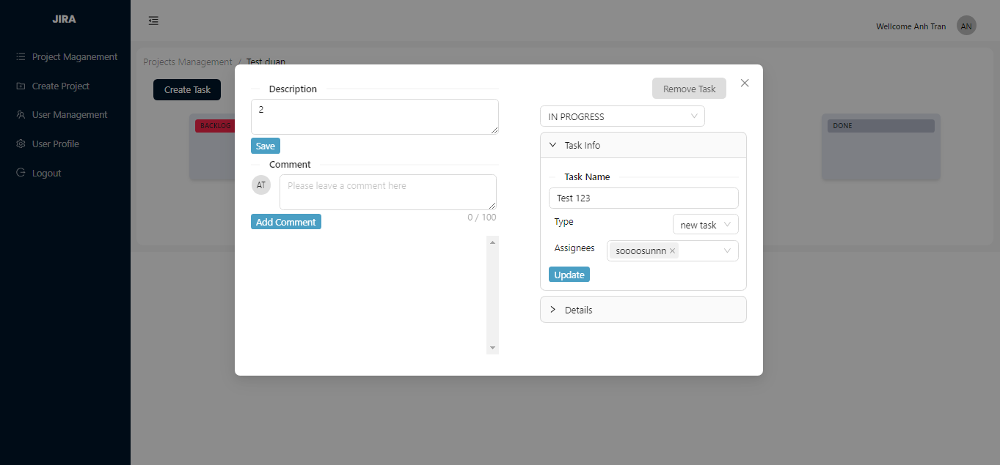 JIRA
Project Maganement
Create Project
User Management
User Profile
Logout
Wellcome Anh Tran
AN
Projects Management / Test duan
Create Task
BACKLOG
DONE
Description
2
Save
Comment
AT
Please leave a comment here
0 / 100
Add Comment
Remove Task
IN PROGRESS
Task Info
Task Name
Test 123
Type
new task
Assignees
soooosunnn
Update
Details